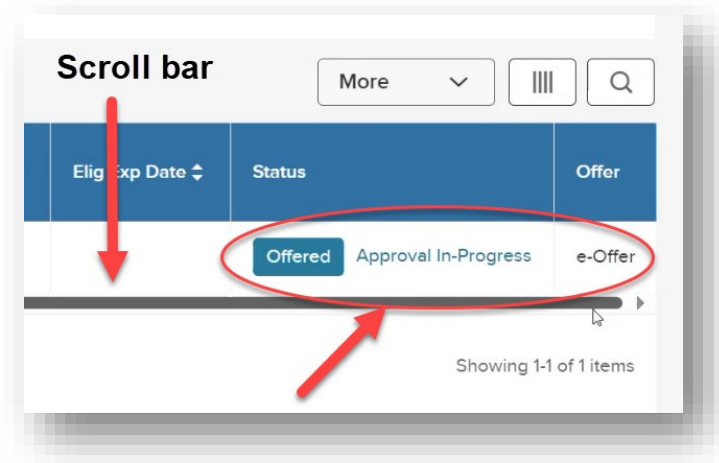 Scroll bar
More
Elig Exp Date
Status
Offer
Offered
Approval In-Progress
e-Offer
Showing 1-1 of 1 items